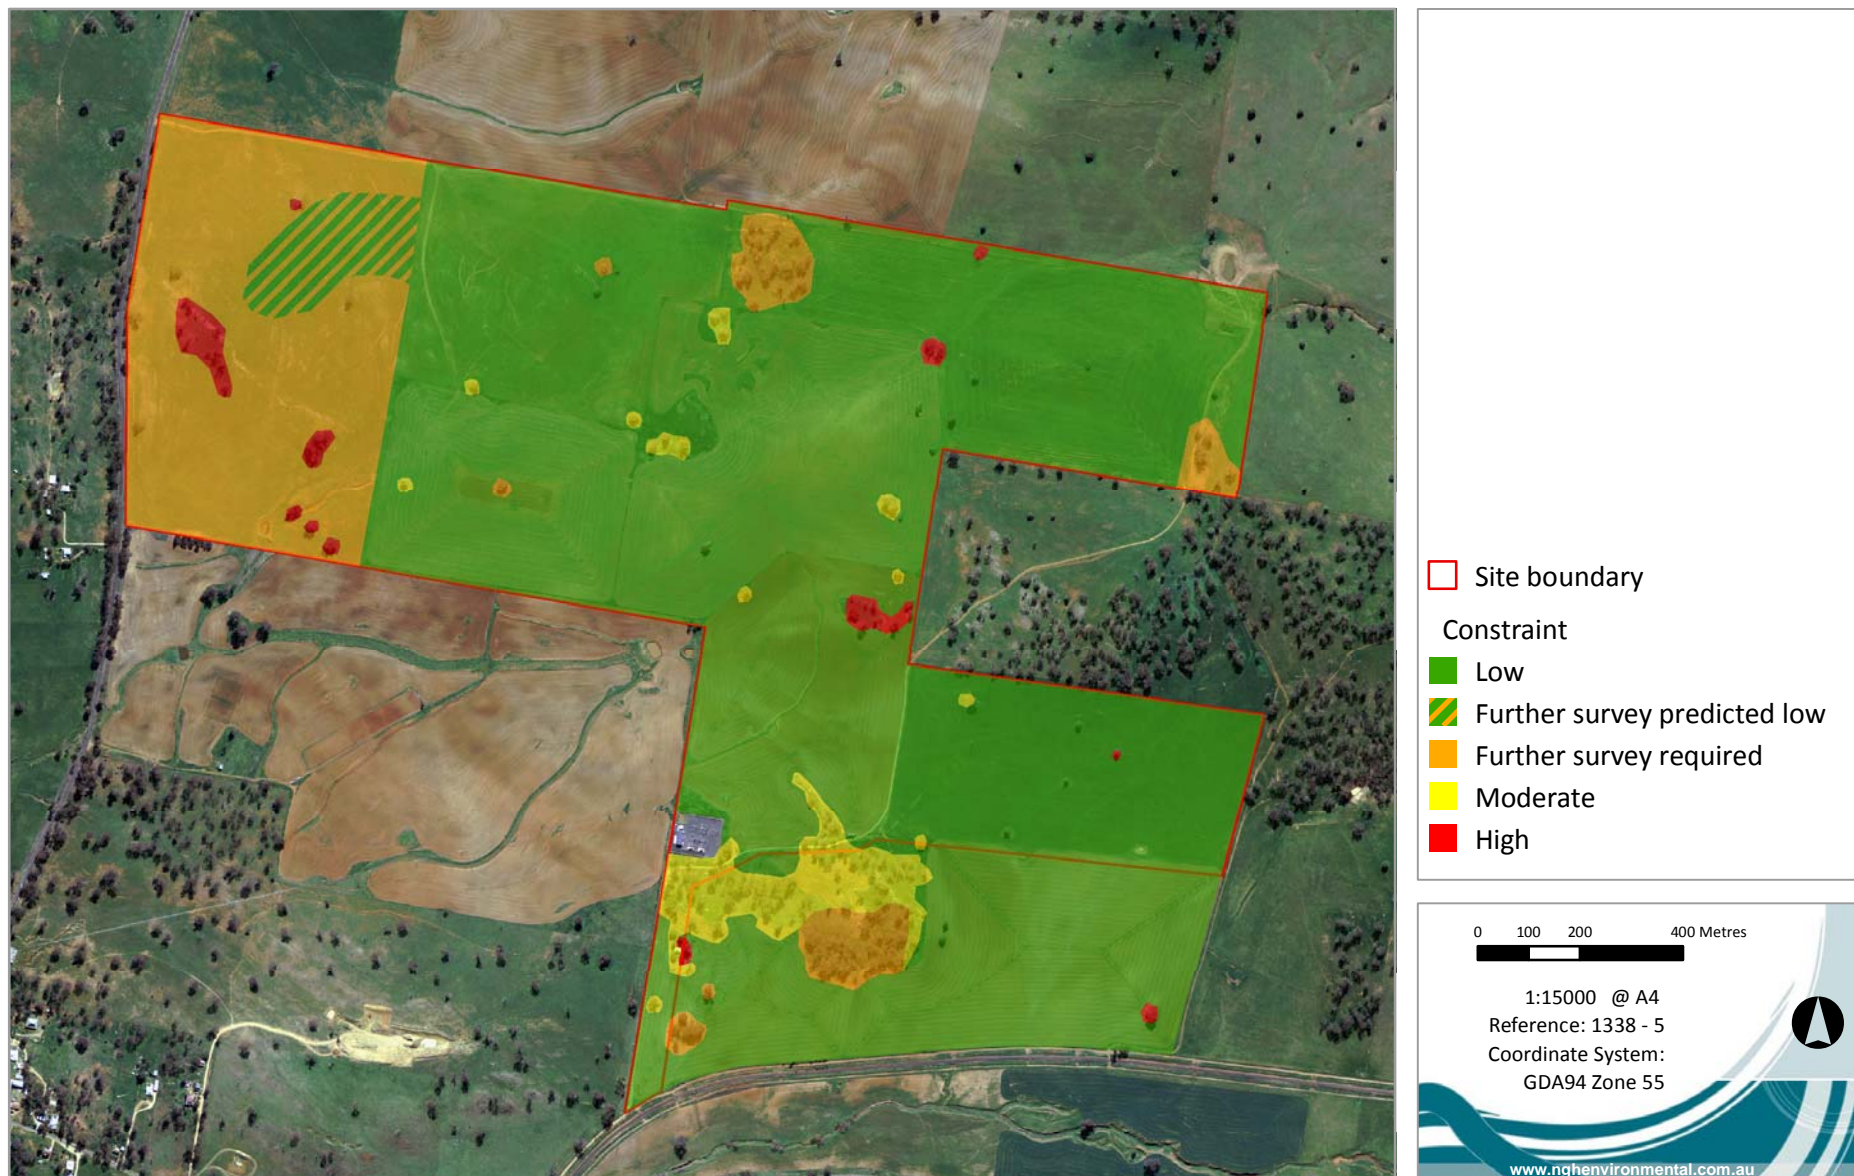 Site boundary
Constraint
Low
Further survey predicted low
Further survey required
Moderate
High
0 100 200 400 Metres
1:15000 @ A4
Reference: 1338 - 5
Coordinate System:
GDA94 Zone 55
www.nghenvironmental.com.au